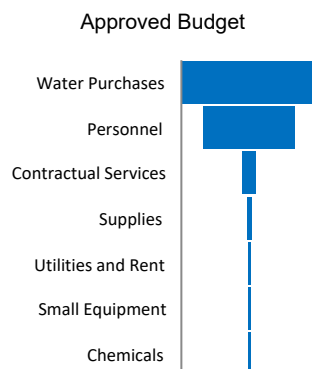 Approved Budget
Water Purchases
Personnel
Contractual Services
Supplies
Utilities and Rent
Small Equipment
Chemicals